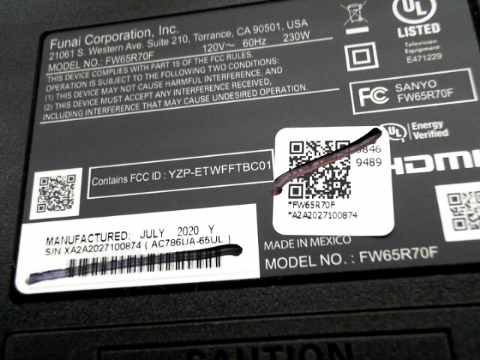 Funai Corporation, Inc.
21061 S. Western Ave. Suite 210, Torrance, CA 90501, USA
MODEL NO.: FW65R70F 120V~ 60Hz 230W
THIS DEVICE COMPLIES WITH PART 15 OF THE FCC RULES.
OPERATION IS SUBJECT TO THE FOLLOWING TWO CONDITIONS:
(1) THIS DEVICE MAY NOT CAUSE HARMFUL INTERFERENCE, AND
(2) THIS DEVICE MUST ACCEPT ANY INTERFERENCE RECEIVED,
INCLUDING INTERFERENCE THAT MAY CAUSE UNDESIRED OPERATION.
UL
LISTED
Television
Equipment
E471229
FC SANYO
FW65R70F
UL Energy
Verified
HDMI
Contains FCC ID : YZP-ETWFFTBC01
9846
9489
*FW65R70F
*A2A2027100874
MANUFACTURED: JULY 2020 Y
S/N XA2A2027100874 ( AC786UA-65UL )
MADE IN MEXICO
MODEL NO. : FW65R70F
CAUTION